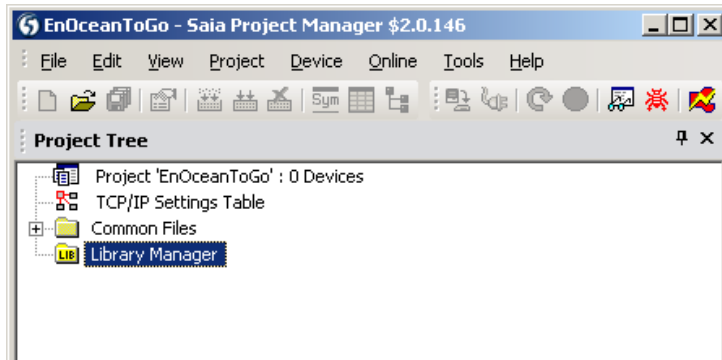 EnOceanToGo - Saia Project Manager $2.0.146
File Edit View Project Device Online Tools Help
Sym
Project Tree
Project 'EnOceanToGo' : 0 Devices
TCP/IP Settings Table
Common Files
LIB Library Manager